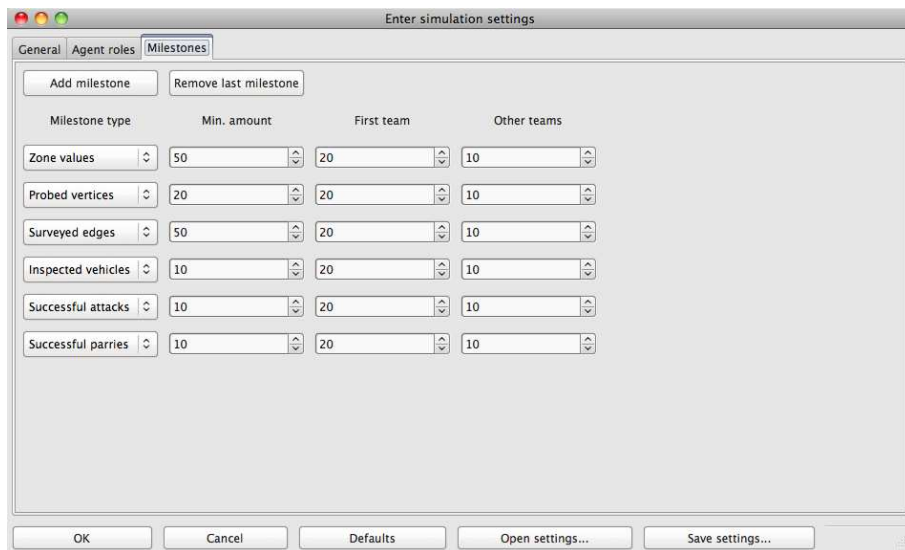 Enter simulation settings
General Agent roles Milestones
Add milestone Remove last milestone
Milestone type Min. amount First team Other teams
Zone values 50 20 10
Probed vertices 20 20 10
Surveyed edges 50 20 10
Inspected vehicles 10 20 10
Successful attacks 10 20 10
Successful parries 10 20 10
OK Cancel Defaults Open settings... Save settings...